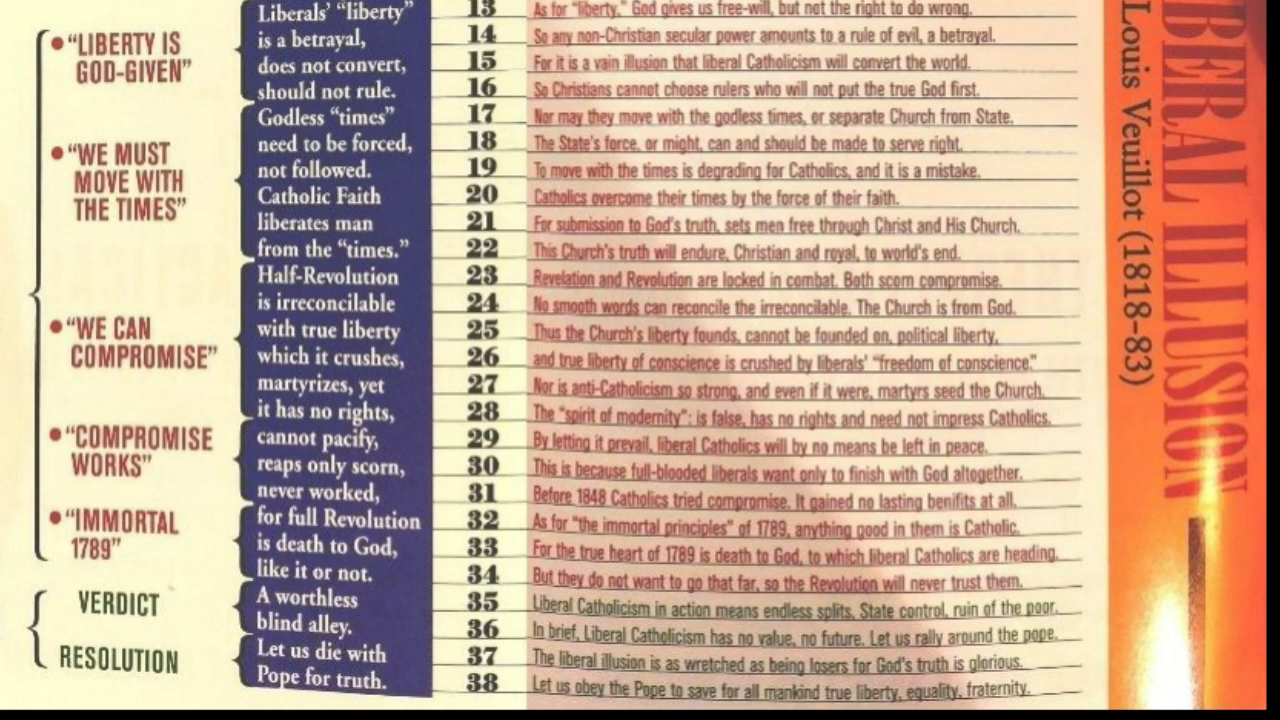 • "LIBERTY IS
GOD-GIVEN"
• "WE MUST
MOVE WITH
THE TIMES"
• "WE CAN
COMPROMISE"
• "COMPROMISE
WORKS"
• "IMMORTAL
1789"
VERDICT
RESOLUTION
Liberals' "liberty"
is a betrayal,
does not convert,
should not rule.
Godless "times"
need to be forced,
not followed.
Catholic Faith
liberates man
from the "times."
Half-Revolution
is irreconcilable
with true liberty
which it crushes,
martyrizes, yet
it has no rights,
cannot pacify,
reaps only scorn,
never worked,
for full Revolution
is death to God,
like it or not.
A worthless
blind alley.
Let us die with
Pope for truth.
13 As for "liberty," God gives us free-will, but not the right to do wrong.
14 So any non-Christian secular power amounts to a rule of evil, a betrayal.
15 For it is a vain illusion that liberal Catholicism will convert the world.
16 So Christians cannot choose rulers who will not put the true God first.
17 Nor may they move with the godless times, or separate Church from State.
18 The State's force, or might, can and should be made to serve right.
19 To move with the times is degrading for Catholics, and it is a mistake.
20 Catholics overcome their times by the force of their faith.
21 For submission to God's truth, sets men free through Christ and His Church.
22 This Church's truth will endure, Christian and royal, to world's end.
23 Revelation and Revolution are locked in combat. Both scorn compromise.
24 No smooth words can reconcile the irreconcilable. The Church is from God.
25 Thus the Church's liberty founds, cannot be founded on, political liberty,
26 and true liberty of conscience is crushed by liberals' "freedom of conscience."
27 Nor is anti-Catholicism so strong, and even if it were, martyrs seed the Church.
28 The "spirit of modernity": is false, has no rights and need not impress Catholics.
29 By letting it prevail, liberal Catholics will by no means be left in peace.
30 This is because full-blooded liberals want only to finish with God altogether.
31 Before 1848 Catholics tried compromise. It gained no lasting benifits at all.
32 As for "the immortal principles" of 1789, anything good in them is Catholic.
33 For the true heart of 1789 is death to God, to which liberal Catholics are heading.
34 But they do not want to go that far, so the Revolution will never trust them.
35 Liberal Catholicism in action means endless splits, State control, ruin of the poor.
36 In brief, Liberal Catholicism has no value, no future. Let us rally around the pope.
37 The liberal illusion is as wretched as being losers for God's truth is glorious.
38 Let us obey the Pope to save for all mankind true liberty, equality, fraternity.
BERAL ILLUSION
Louis Veuillot (1818-83)